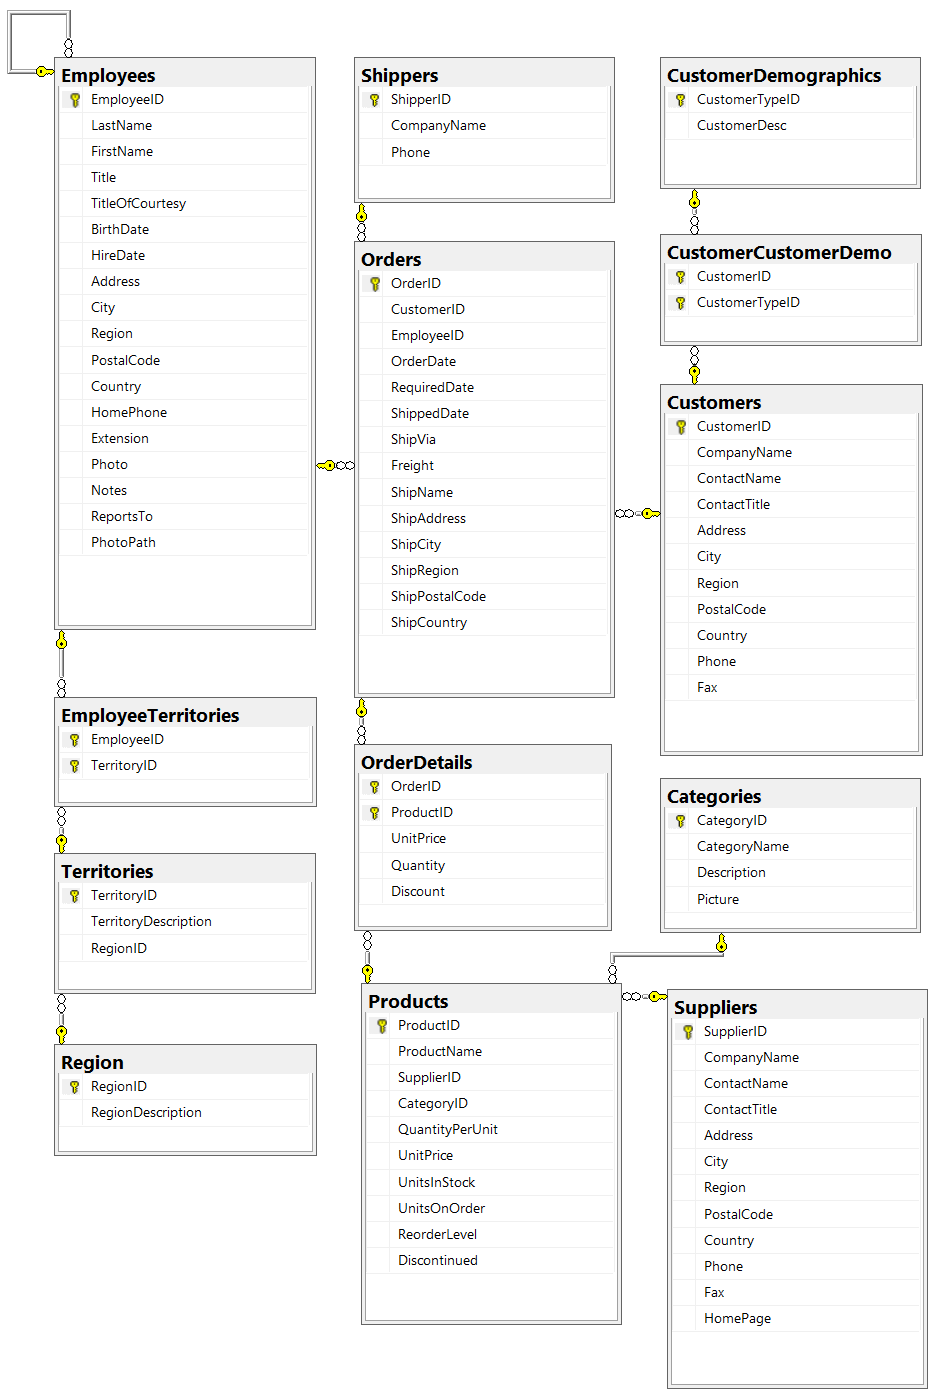 Employees
EmployeeID
LastName
FirstName
Title
TitleOfCourtesy
BirthDate
HireDate
Address
City
Region
PostalCode
Country
HomePhone
Extension
Photo
Notes
ReportsTo
PhotoPath
EmployeeTerritories
EmployeeID
TerritoryID
Territories
TerritoryID
TerritoryDescription
RegionID
Region
RegionID
RegionDescription
Shippers
ShipperID
CompanyName
Phone
Orders
OrderID
CustomerID
EmployeeID
OrderDate
RequiredDate
ShippedDate
ShipVia
Freight
ShipName
ShipAddress
ShipCity
ShipRegion
ShipPostalCode
ShipCountry
OrderDetails
OrderID
ProductID
UnitPrice
Quantity
Discount
Products
ProductID
ProductName
SupplierID
CategoryID
QuantityPerUnit
UnitPrice
UnitsInStock
UnitsOnOrder
ReorderLevel
Discontinued
CustomerDemographics
CustomerTypeID
CustomerDesc
CustomerCustomerDemo
CustomerID
CustomerTypeID
Customers
CustomerID
CompanyName
ContactName
ContactTitle
Address
City
Region
PostalCode
Country
Phone
Fax
Categories
CategoryID
CategoryName
Description
Picture
Suppliers
SupplierID
CompanyName
ContactName
ContactTitle
Address
City
Region
PostalCode
Country
Phone
Fax
HomePage